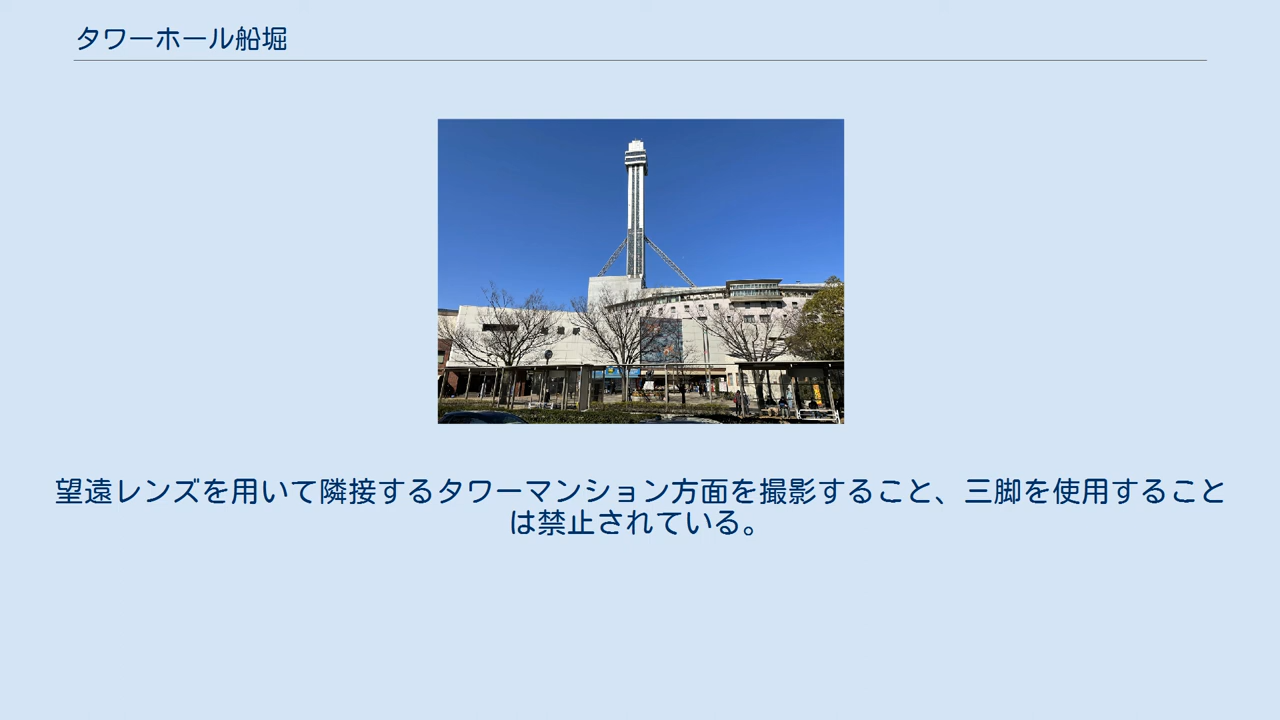 タワーホール船堀
望遠レンズを用いて隣接するタワーマンション方面を撮影すること、三脚を使用すること
は禁止されている。